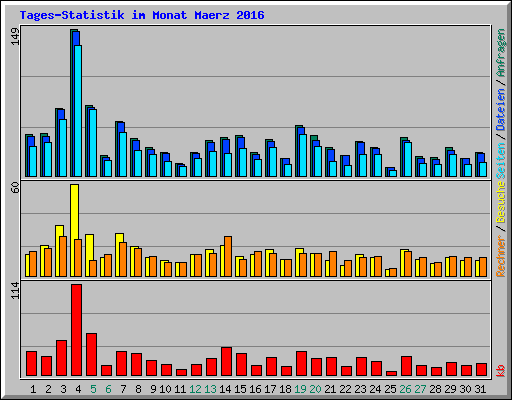 Tages-Statistik im Monat Maerz 2016
149
60
114
Rechner / Besuche Seiten / Dateien / Anfragen
kb
1 2 3 4 5 6 7 8 9 10 11 12 13 14 15 16 17 18 19 20 21 22 23 24 25 26 27 28 29 30 31